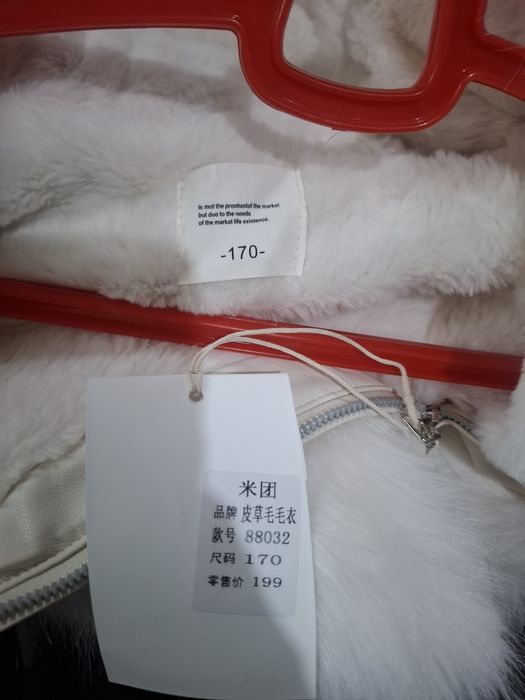 Is mot the prootuotof the market
but duo to the needs
of the markat life existence.
-170-
米团
品牌 皮草毛毛衣
款号 88032
尺码 170
零售价 199